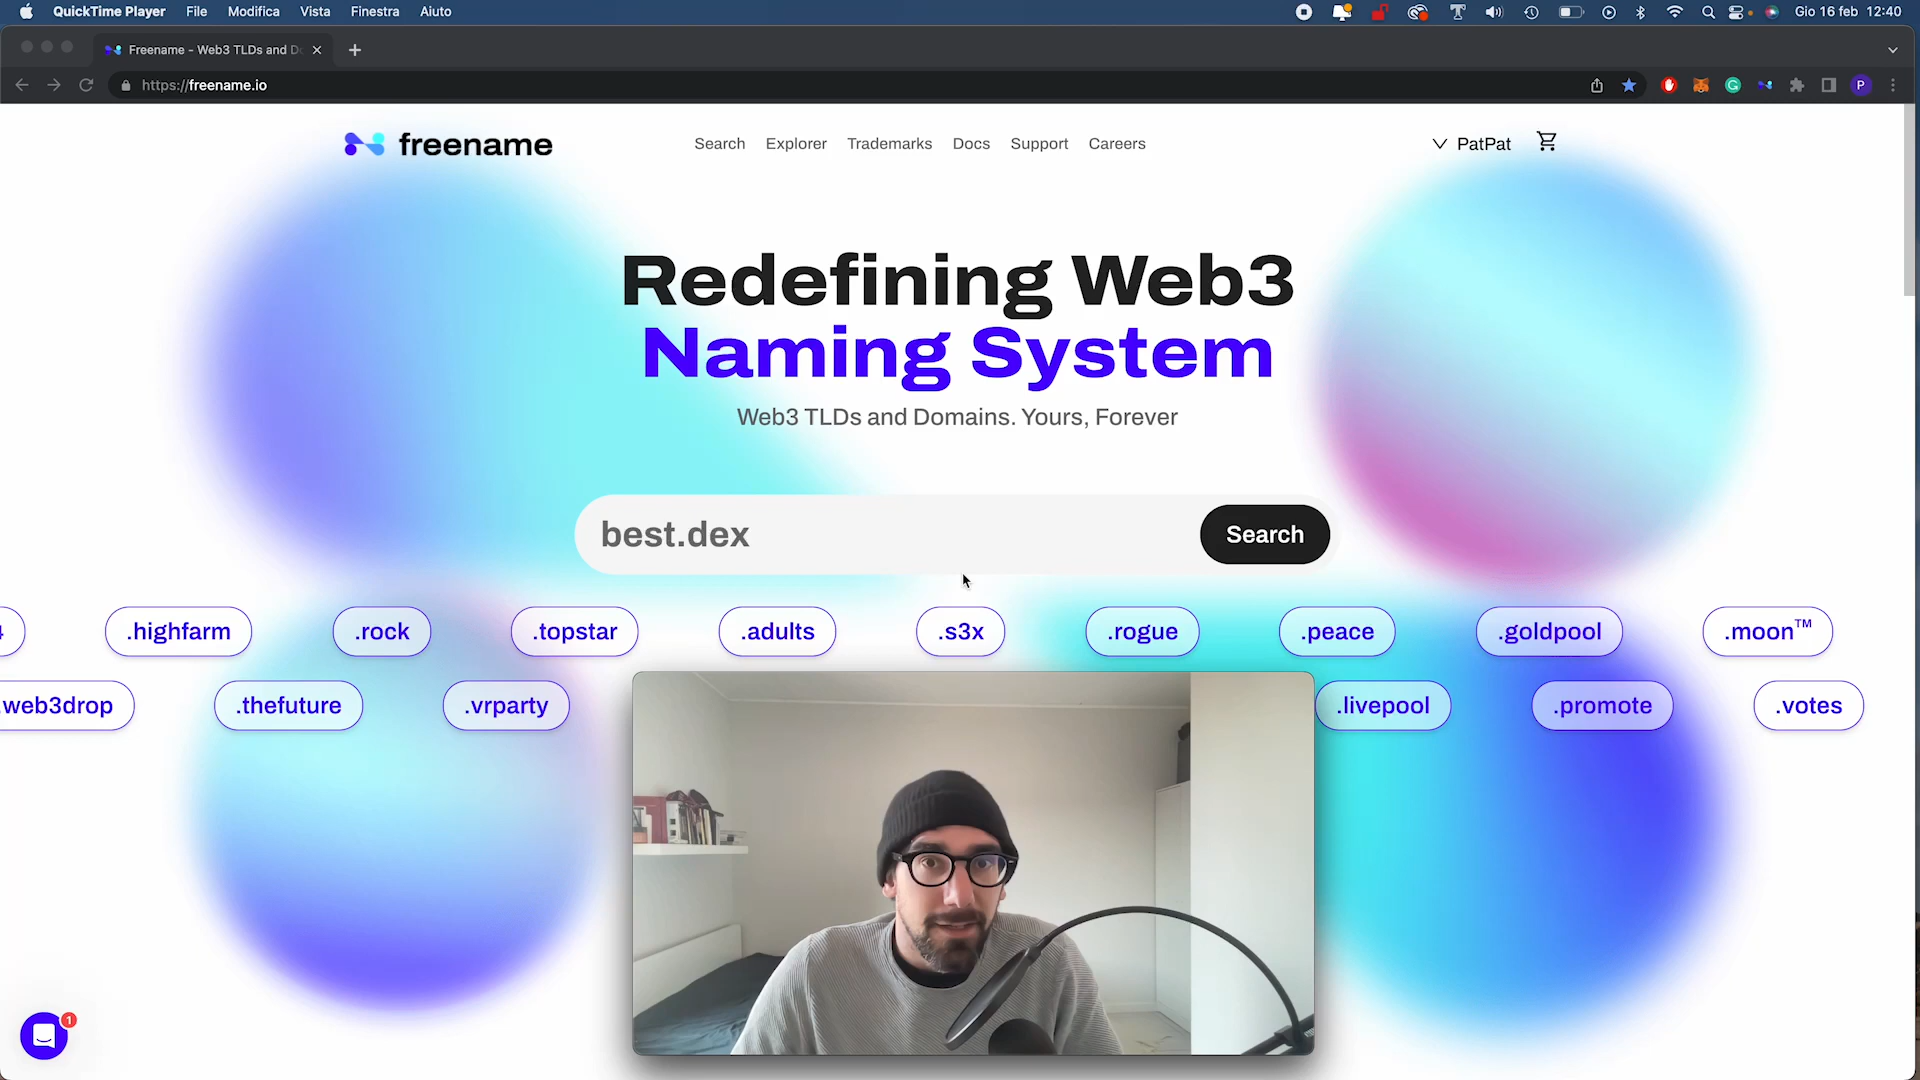 QuickTime Player File Modifica Vista Finestra Aiuto
Gio 16 feb 12:40
Freename - Web3 TLDs and Do
https://freename.io
P
freename
Search Explorer Trademarks Docs Support Careers
PatPat
Redefining Web3
Naming System
Web3 TLDs and Domains. Yours, Forever
best.dex
Search
.highfarm .rock .topstar .adults .s3x .rogue .peace .goldpool .moon™
.web3drop .thefuture .vrparty .livepool .promote .votes
1